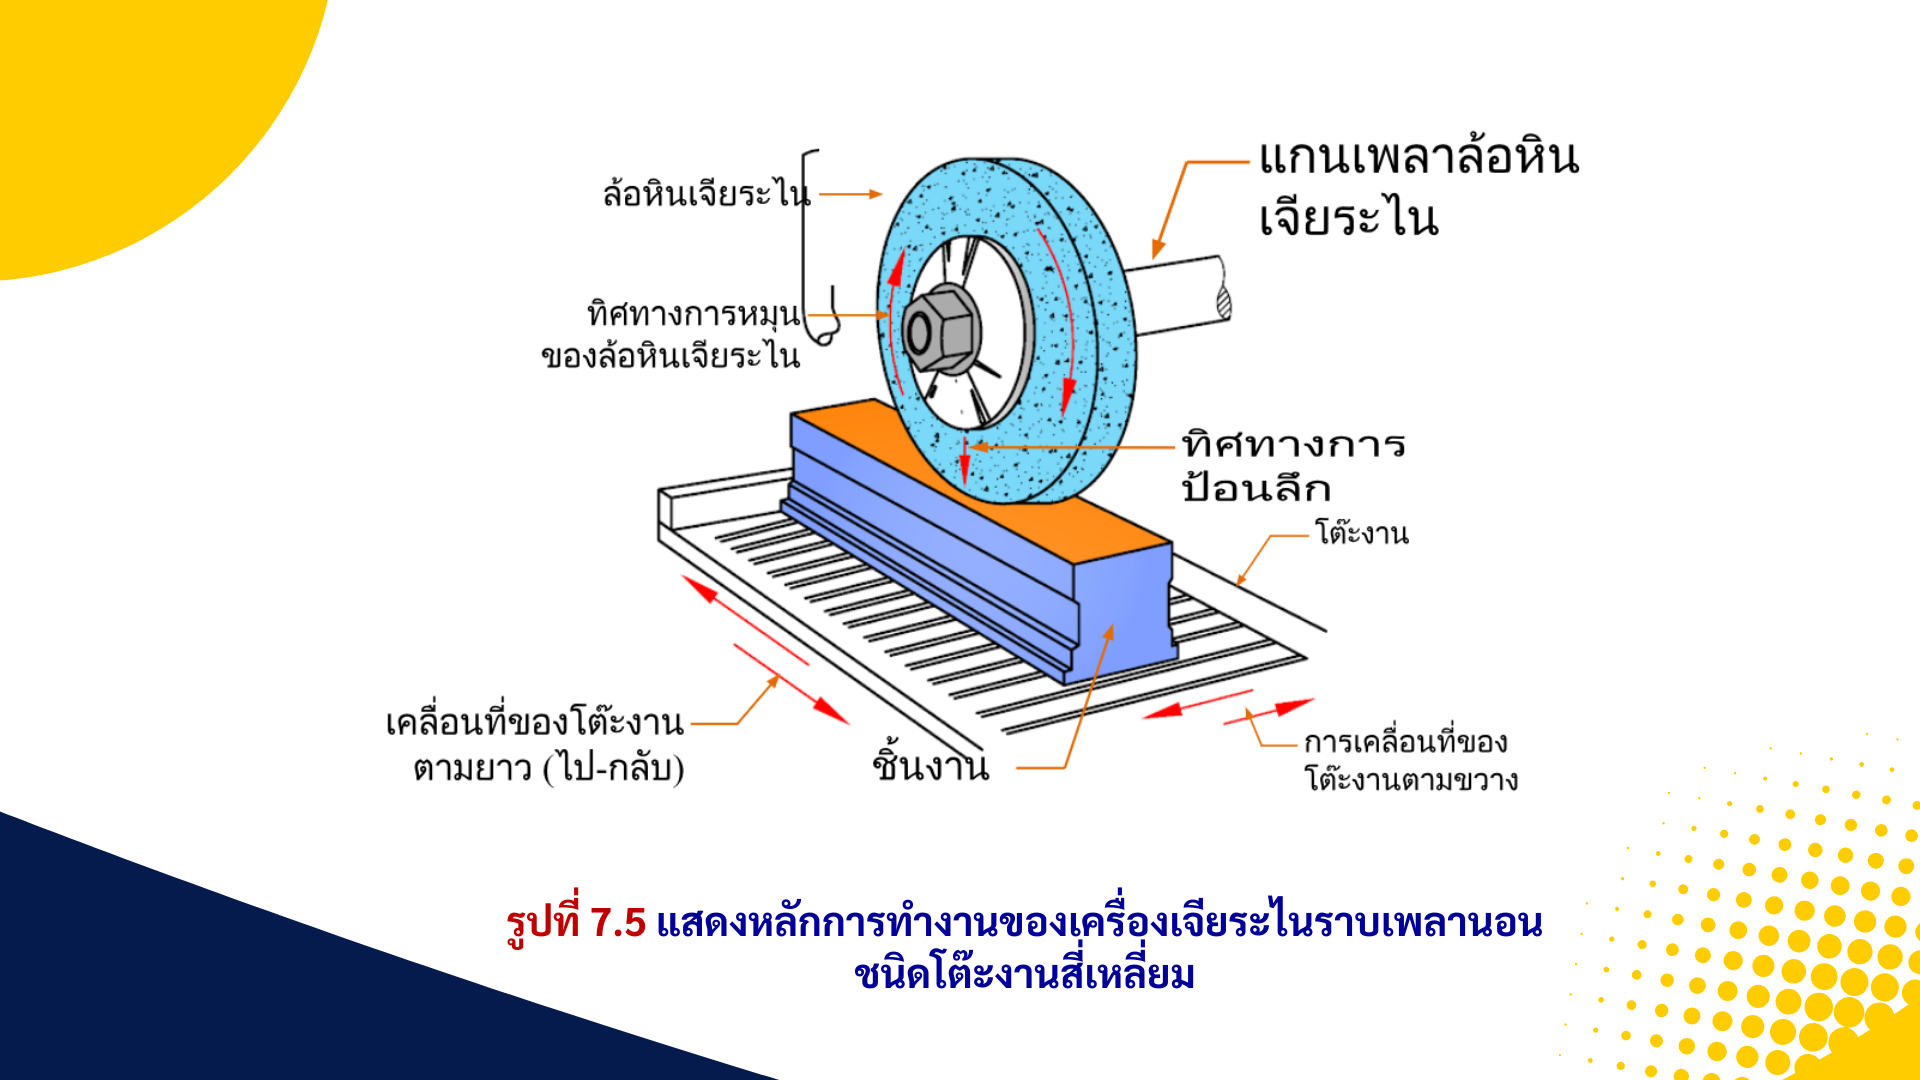 แกนเพลาล้อหิน
เจียระไน
ล้อหินเจียระไน
ทิศทางการหมุน
ของล้อหินเจียระไน
ทิศทางการ
ป้อนลึก
โต๊ะงาน
เคลื่อนที่ของโต๊ะงาน
ตามยาว (ไป-กลับ)
ชิ้นงาน
การเคลื่อนที่ของ
โต๊ะงานตามขวาง
รูปที่ 7.5 แสดงหลักการทำงานของเครื่องเจียระไนราบเพลานอน
ชนิดโต๊ะงานสี่เหลี่ยม